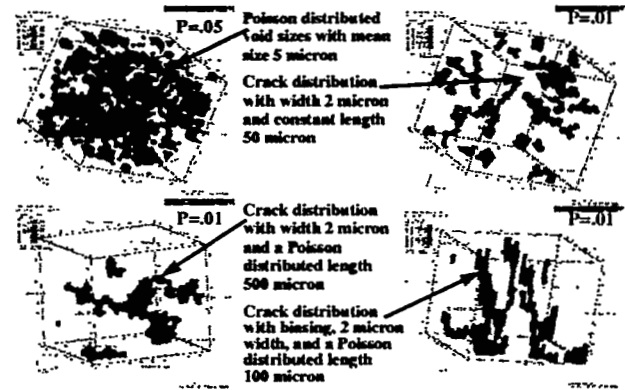 P=.05
Poisson distributed
void sizes with mean
size 5 micron
P=.01
Crack distribution
with width 2 micron
and constant length
50 micron
P=.01
Crack distribution
with width 2 micron
and a Poisson
distributed length
500 micron
P=.01
Crack distribution
with biasing, 2 micron
width, and a Poisson
distributed length
100 micron